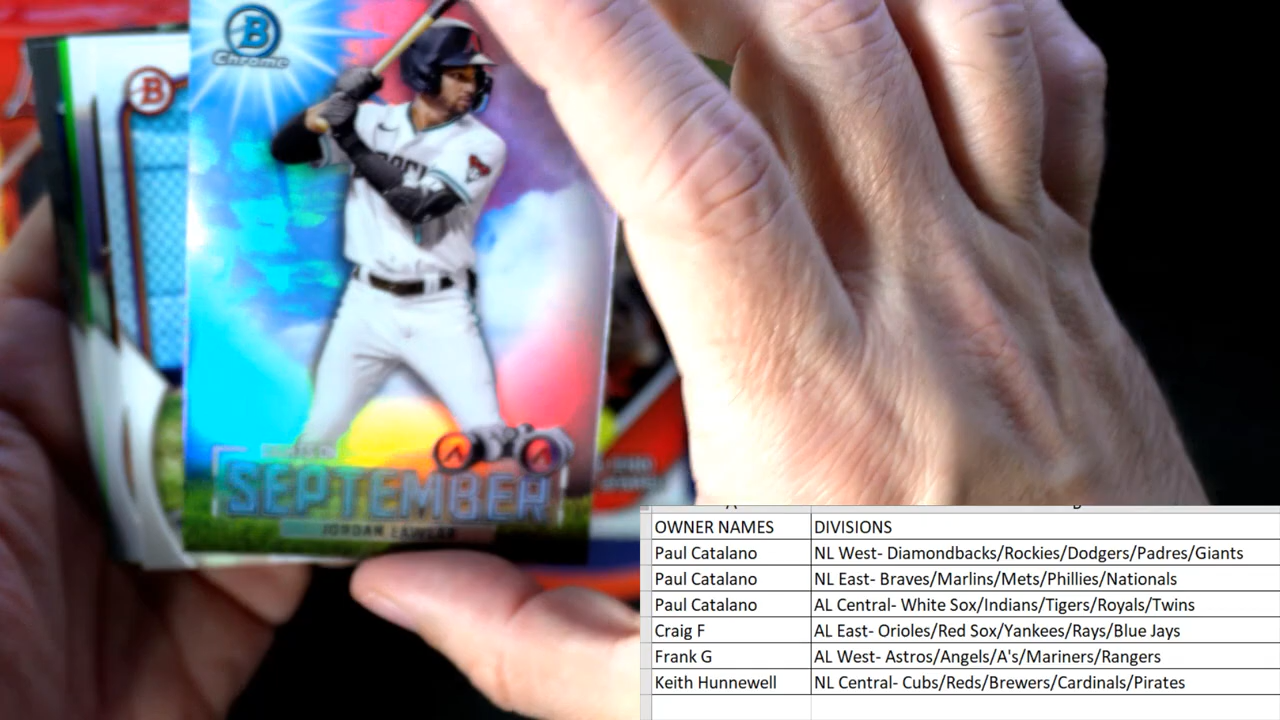 B
Chrome
B
SEPTEMBER
JORDAN LAWLAR
OWNER NAMES DIVISIONS
Paul Catalano NL West- Diamondbacks/Rockies/Dodgers/Padres/Giants
Paul Catalano NL East- Braves/Marlins/Mets/Phillies/Nationals
Paul Catalano AL Central- White Sox/Indians/Tigers/Royals/Twins
Craig F AL East- Orioles/Red Sox/Yankees/Rays/Blue Jays
Frank G AL West- Astros/Angels/A's/Mariners/Rangers
Keith Hunnewell NL Central- Cubs/Reds/Brewers/Cardinals/Pirates